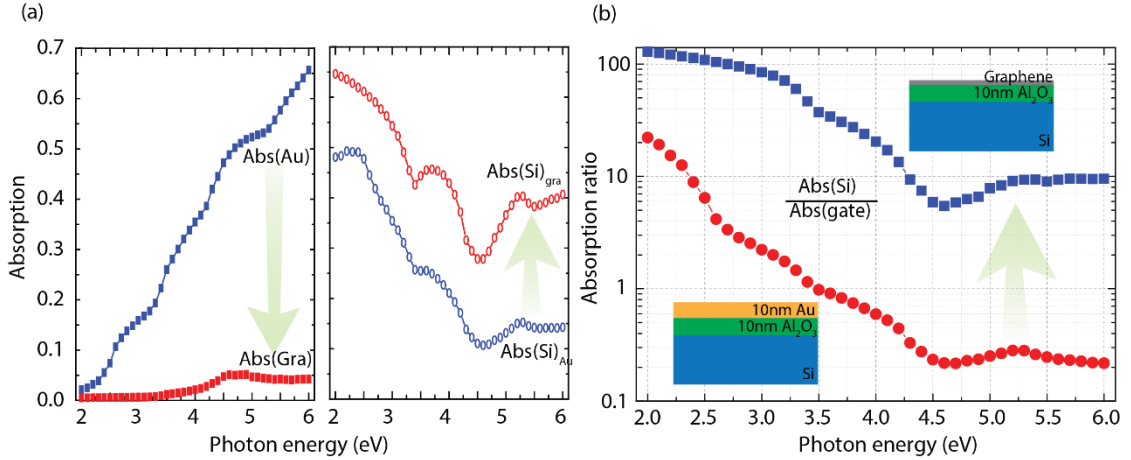 (a)
0.7
0.6
0.5
0.4
0.3
0.2
0.1
0.0
Absorption
Abs(Au)
Abs(Gra)
2 3 4 5 6
Photon energy (eV)
Abs(Si)gra
Abs(Si)Au
2 3 4 5 6
Photon energy (eV)
(b)
100
10
1
0.1
Absorption ratio
Graphene
10nm Al2O3
Si
Abs(Si)
Abs(gate)
10nm Au
10nm Al2O3
Si
2.0 2.5 3.0 3.5 4.0 4.5 5.0 5.5 6.0
Photon energy (eV)